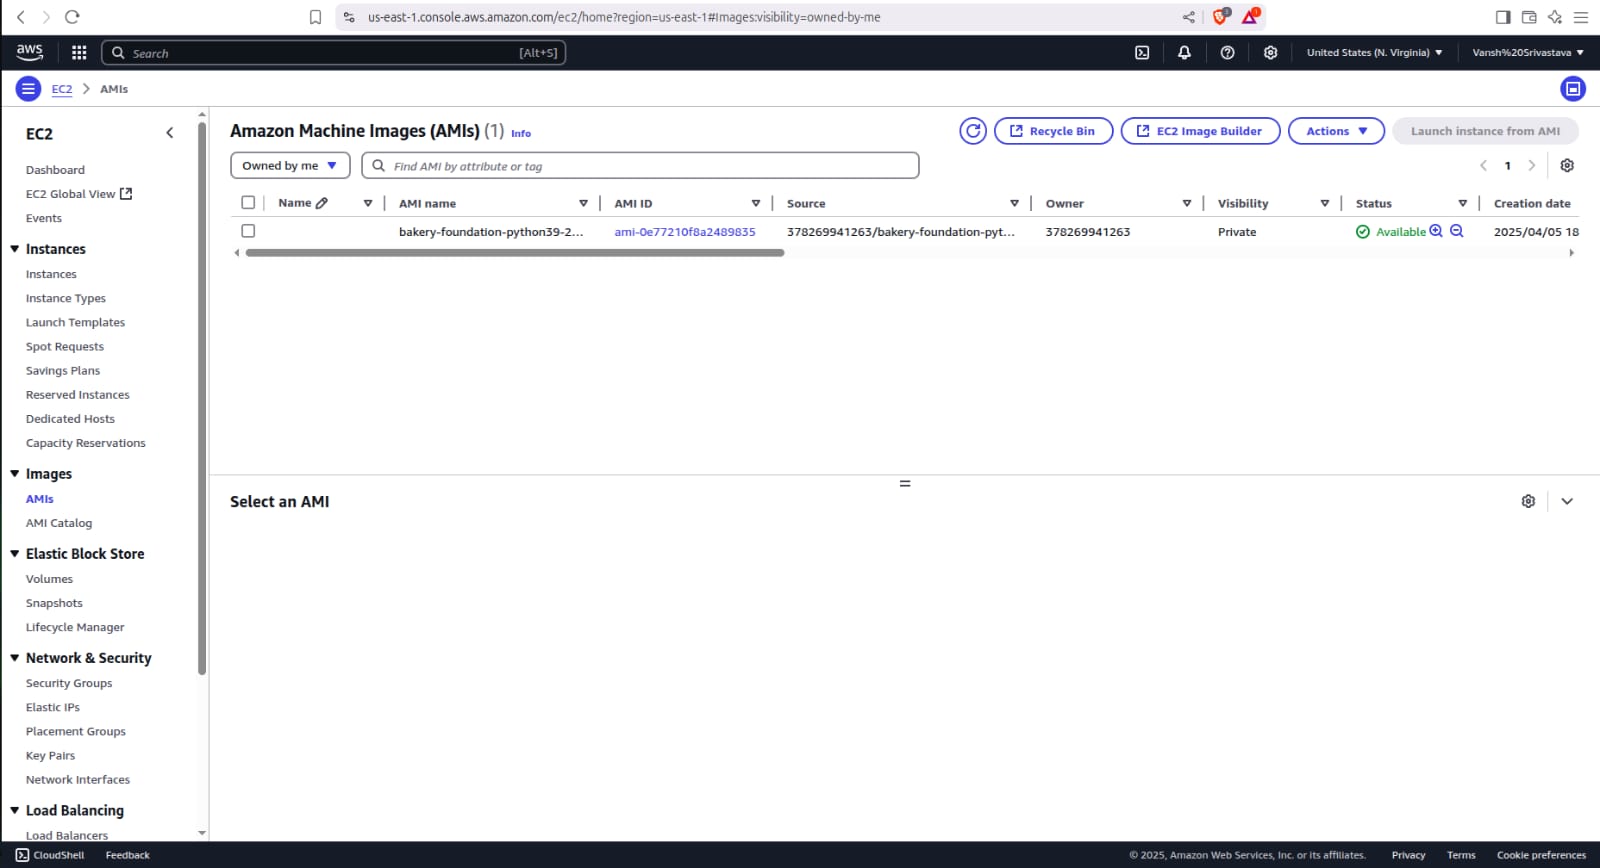 us-east-1.console.aws.amazon.com/ec2/home?region=us-east-1#Images:visibility=owned-by-me
aws Search [Alt+S] United States (N. Virginia) Vansh%20Srivastava
EC2 > AMIs
EC2
Dashboard
EC2 Global View
Events
Instances
Instances
Instance Types
Launch Templates
Spot Requests
Savings Plans
Reserved Instances
Dedicated Hosts
Capacity Reservations
Images
AMIs
AMI Catalog
Elastic Block Store
Volumes
Snapshots
Lifecycle Manager
Network & Security
Security Groups
Elastic IPs
Placement Groups
Key Pairs
Network Interfaces
Load Balancing
Load Balancers
Amazon Machine Images (AMIs) (1) Info Recycle Bin EC2 Image Builder Actions Launch instance from AMI
Owned by me Find AMI by attribute or tag 1
Name AMI name AMI ID Source Owner Visibility Status Creation date
bakery-foundation-python39-2... ami-0e77210f8a2489835 378269941263/bakery-foundation-pyt... 378269941263 Private Available 2025/04/05 18
Select an AMI
CloudShell Feedback © 2025, Amazon Web Services, Inc. or its affiliates. Privacy Terms Cookie preferences